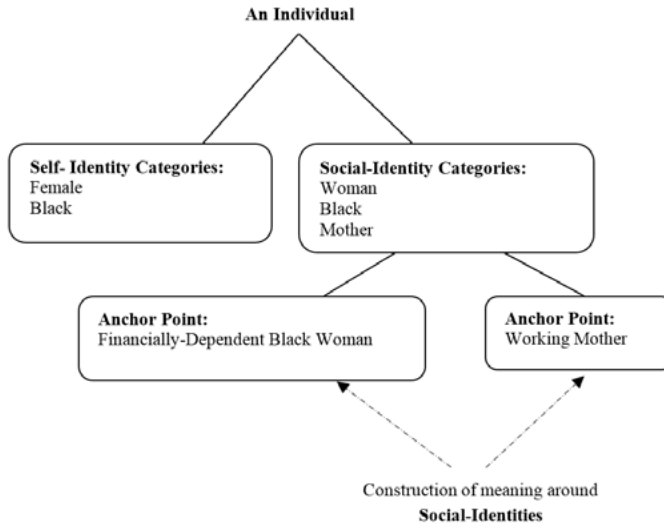 An Individual
Self- Identity Categories:
Female
Black
Social-Identity Categories:
Woman
Black
Mother
Anchor Point:
Financially-Dependent Black Woman
Anchor Point:
Working Mother
Construction of meaning around
Social-Identities